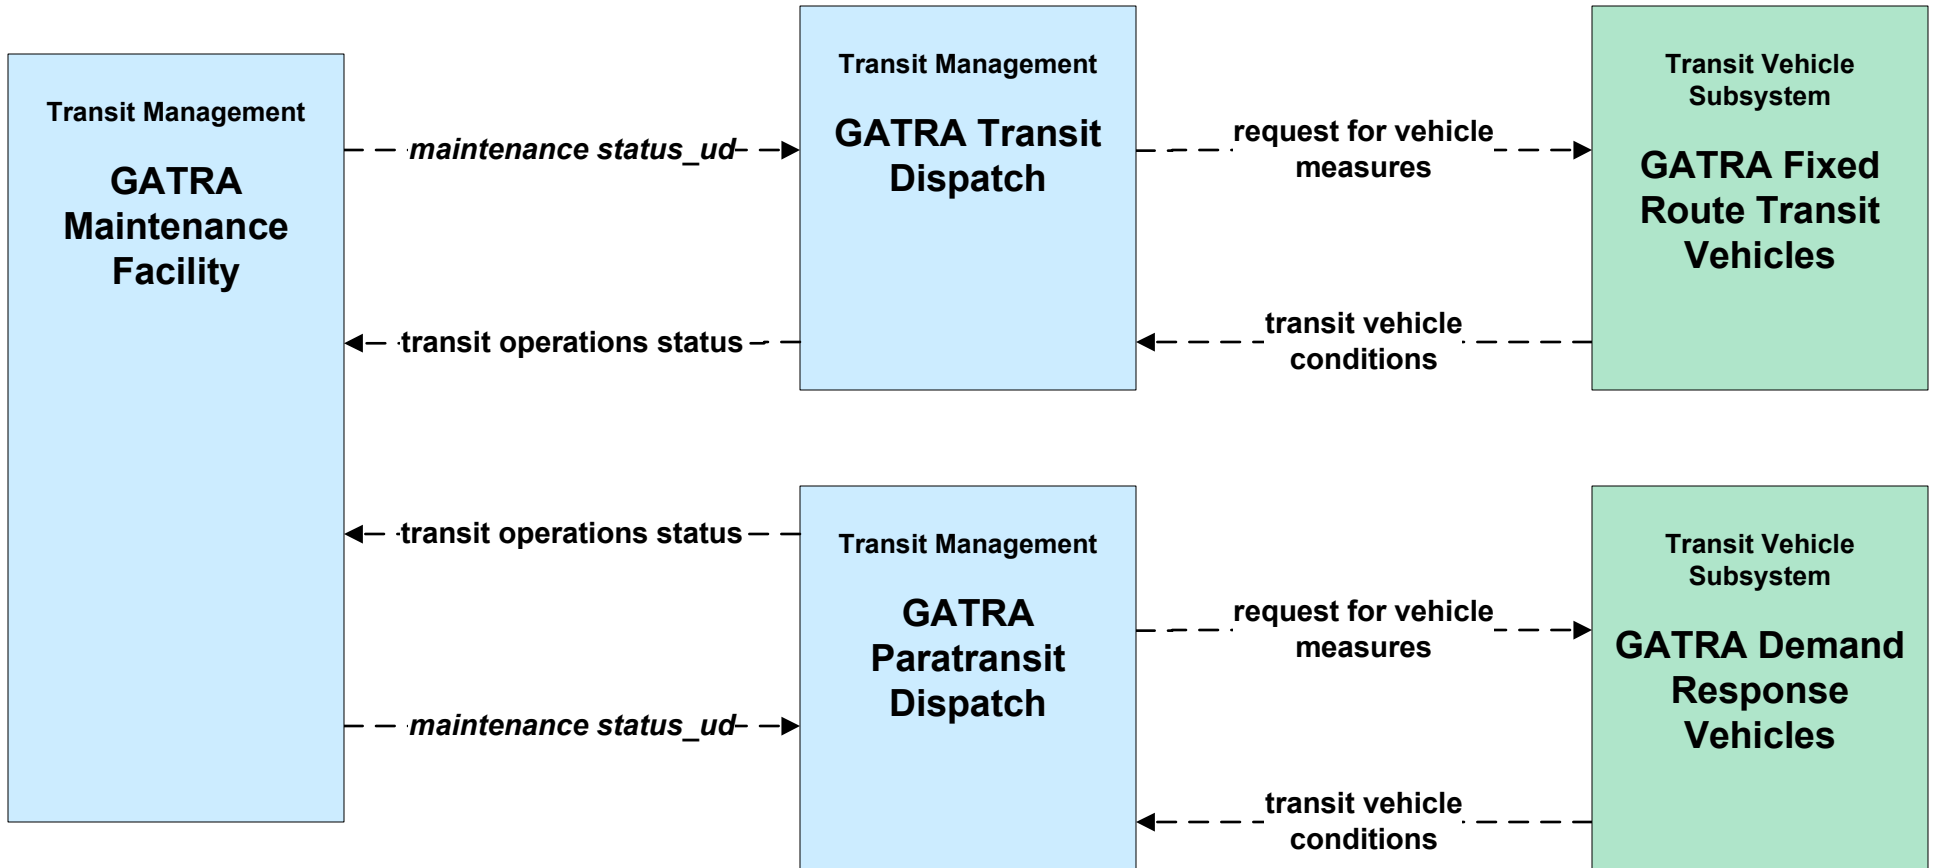 Transit Management
GATRA
Maintenance
Facility
maintenance status_ud
transit operations status
transit operations status
maintenance status_ud
Transit Management
GATRA Transit
Dispatch
request for vehicle
measures
transit vehicle
conditions
Transit Vehicle
Subsystem
GATRA Fixed
Route Transit
Vehicles
Transit Management
GATRA
Paratransit
Dispatch
request for vehicle
measures
transit vehicle
conditions
Transit Vehicle
Subsystem
GATRA Demand
Response
Vehicles